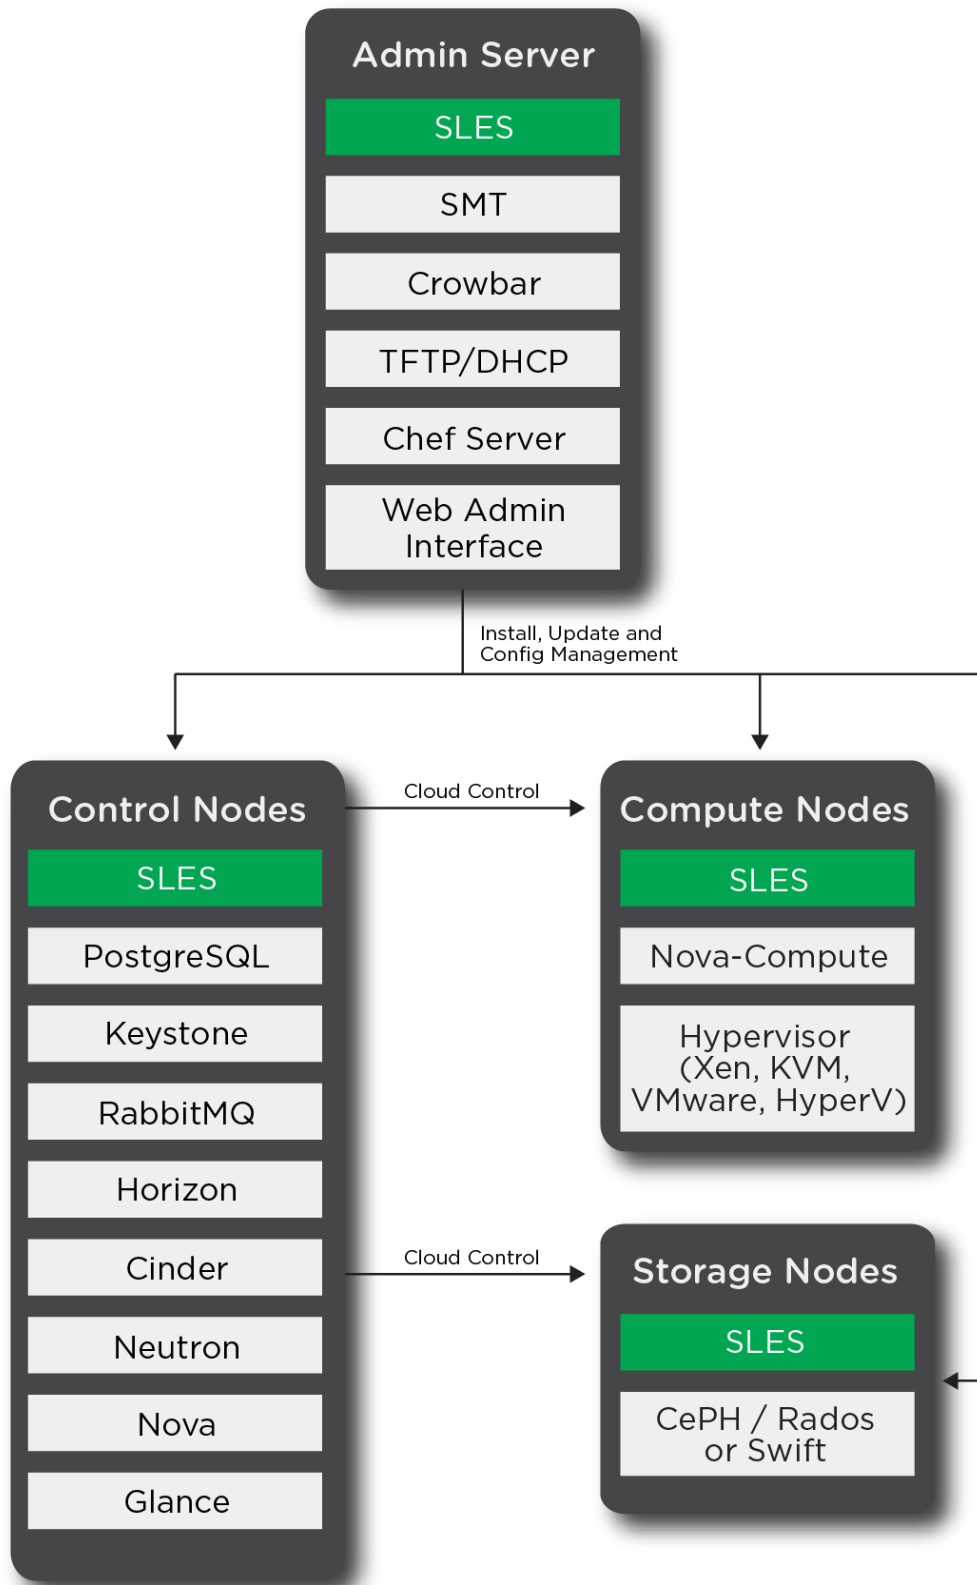 Admin Server
SLES
SMT
Crowbar
TFTP/DHCP
Chef Server
Web Admin
Interface
Install, Update and
Config Management
Control Nodes
SLES
PostgreSQL
Keystone
RabbitMQ
Horizon
Cinder
Neutron
Nova
Glance
Cloud Control
Compute Nodes
SLES
Nova-Compute
Hypervisor
(Xen, KVM,
VMware, HyperV)
Cloud Control
Storage Nodes
SLES
CePH / Rados
or Swift